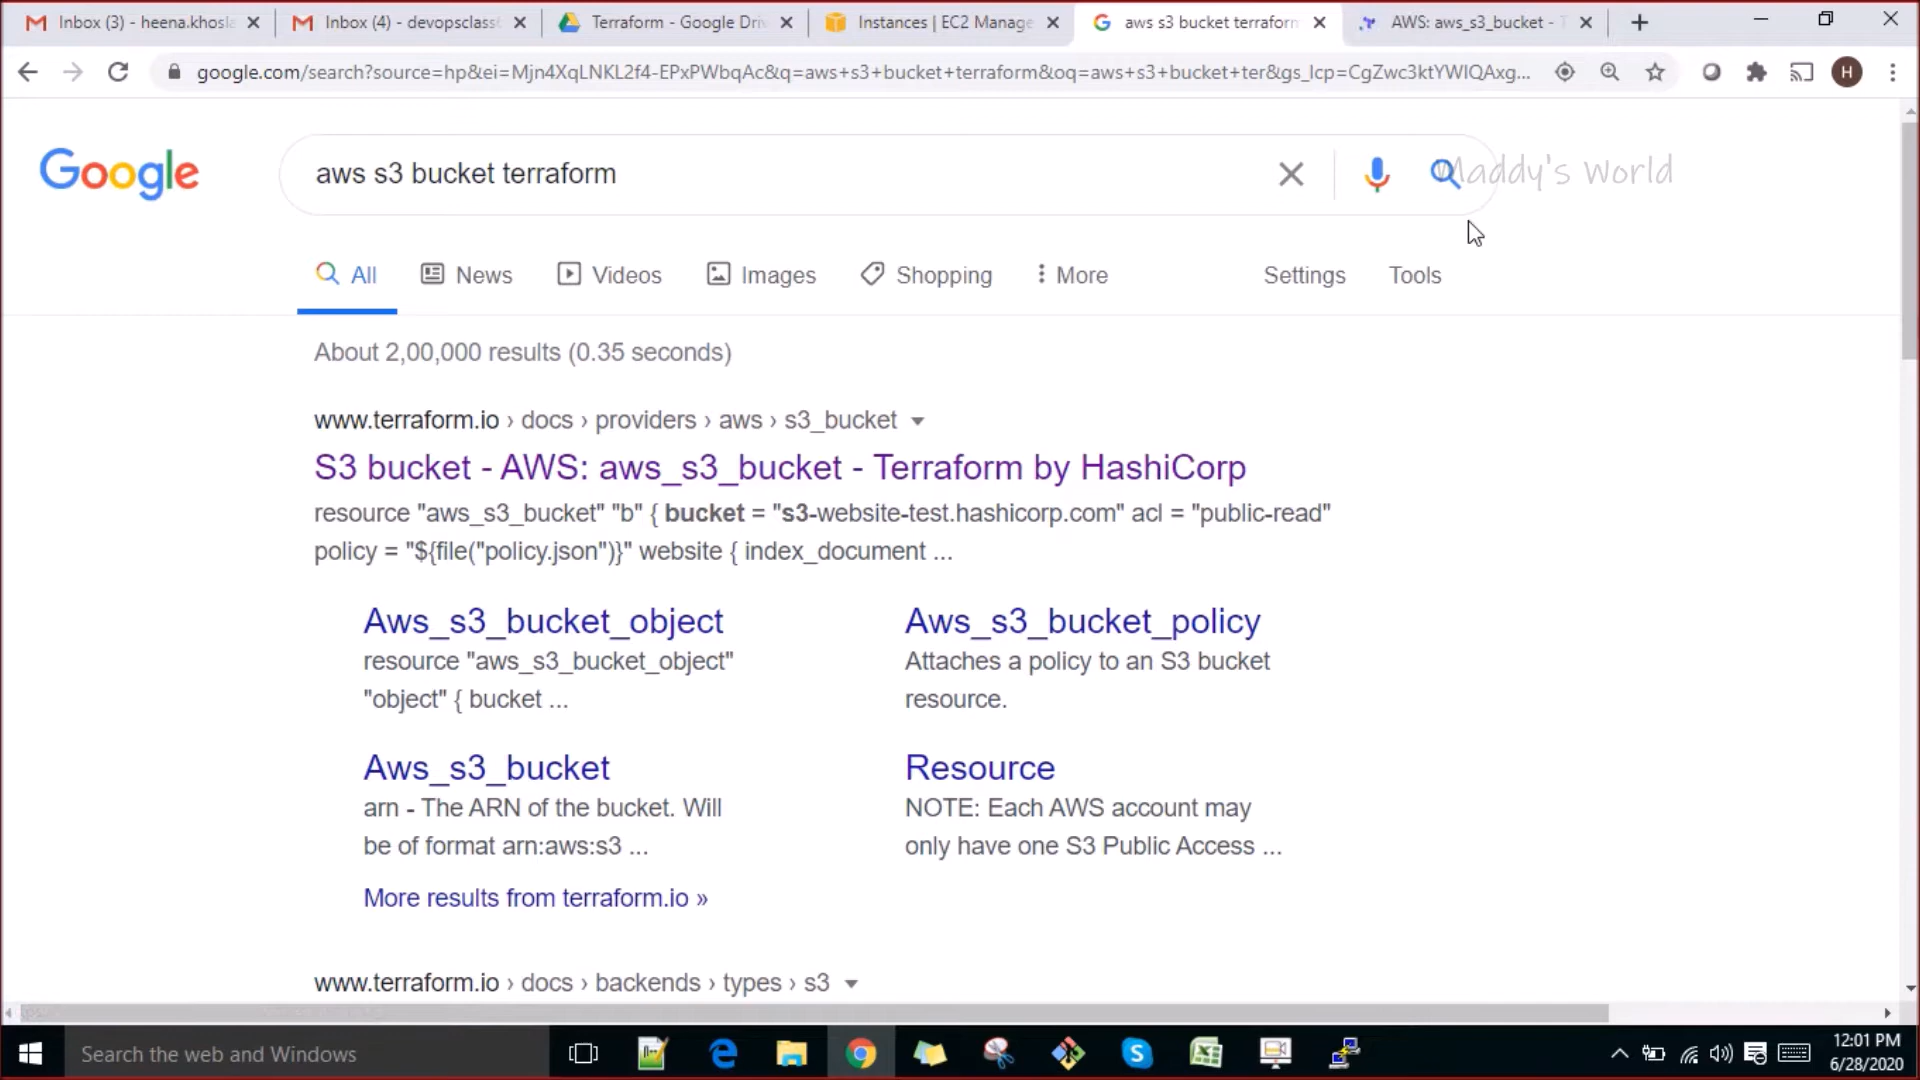 Inbox (3) - heena.khosla
Inbox (4) - devopsclass
Terraform - Google Driv
Instances | EC2 Manage
aws s3 bucket terraform
AWS: aws_s3_bucket - T
google.com/search?source=hp&ei=Mjn4XqLNKL2f4-EPxPWbqAc&q=aws+s3+bucket+terraform&oq=aws+s3+bucket+ter&gs_lcp=CgZwc3ktYWIQAxg...
H
Google
aws s3 bucket terraform
Maddy's World
All
News
Videos
Images
Shopping
More
Settings
Tools
About 2,00,000 results (0.35 seconds)
www.terraform.io › docs › providers › aws › s3_bucket
S3 bucket - AWS: aws_s3_bucket - Terraform by HashiCorp
resource "aws_s3_bucket" "b" { bucket = "s3-website-test.hashicorp.com" acl = "public-read"
policy = "${file("policy.json")}" website { index_document ...
Aws_s3_bucket_object
resource "aws_s3_bucket_object"
"object" { bucket ...
Aws_s3_bucket_policy
Attaches a policy to an S3 bucket
resource.
Aws_s3_bucket
arn - The ARN of the bucket. Will
be of format arn:aws:s3 ...
Resource
NOTE: Each AWS account may
only have one S3 Public Access ...
More results from terraform.io »
www.terraform.io › docs › backends › types › s3
Search the web and Windows
12:01 PM
6/28/2020